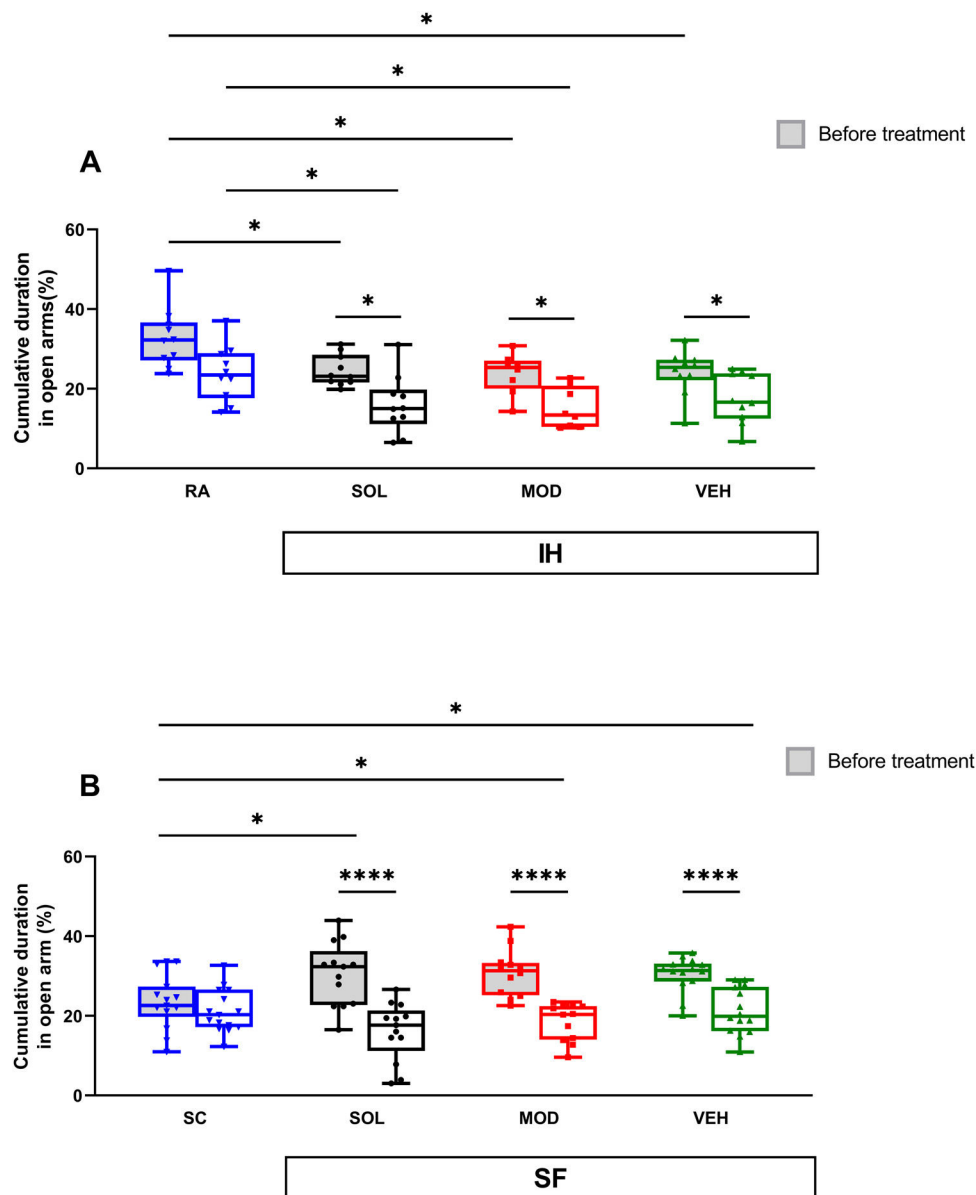 *
*
*
*
*
Before treatment
A
Cumulative duration
in open arms(%)
60
40
20
0
* * *
RA SOL MOD VEH
IH
*
*
*
Before treatment
B
Cumulative duration
in open arm (%)
60
40
20
0
**** **** ****
SC SOL MOD VEH
SF